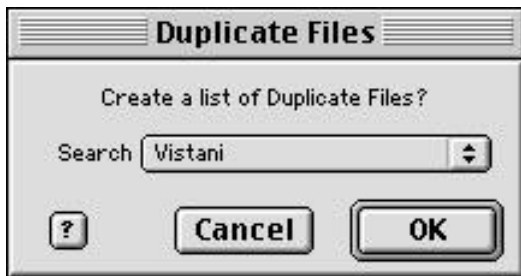 Duplicate Files
Create a list of Duplicate Files?
Search Vistani
? Cancel OK